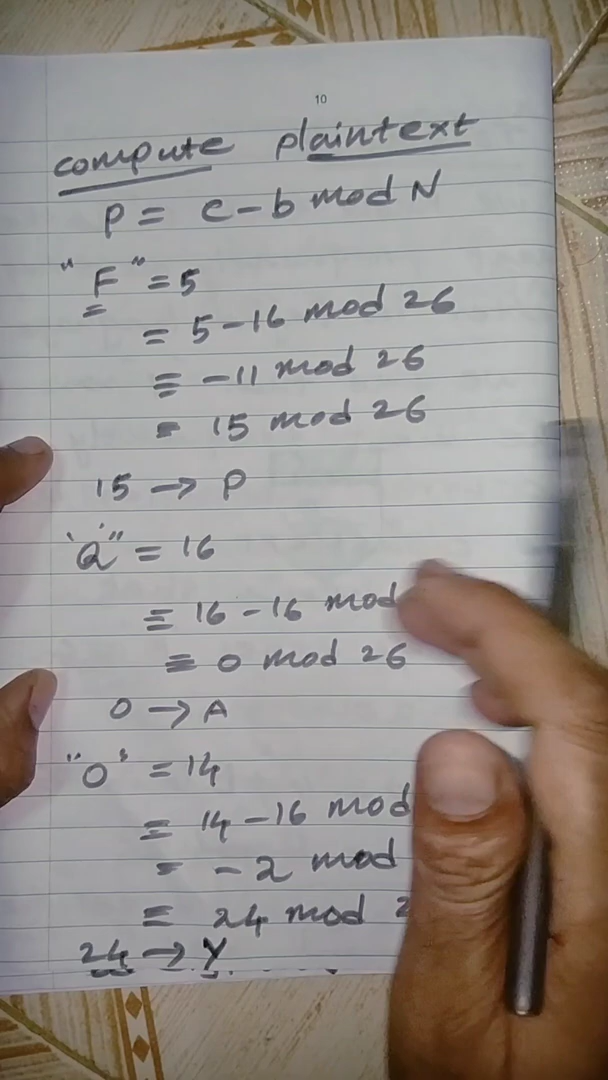 10
compute plaintext
P = C - b mod N
"F" = 5
= 5 - 16 mod 26
≡ -11 mod 26
= 15 mod 26
15 → P
"Q" = 16
≡ 16 - 16 mod
≡ 0 mod 26
0 → A
"O" = 14
≡ 14 - 16 mod
= -2 mod
≡ 24 mod 2
24 → Y